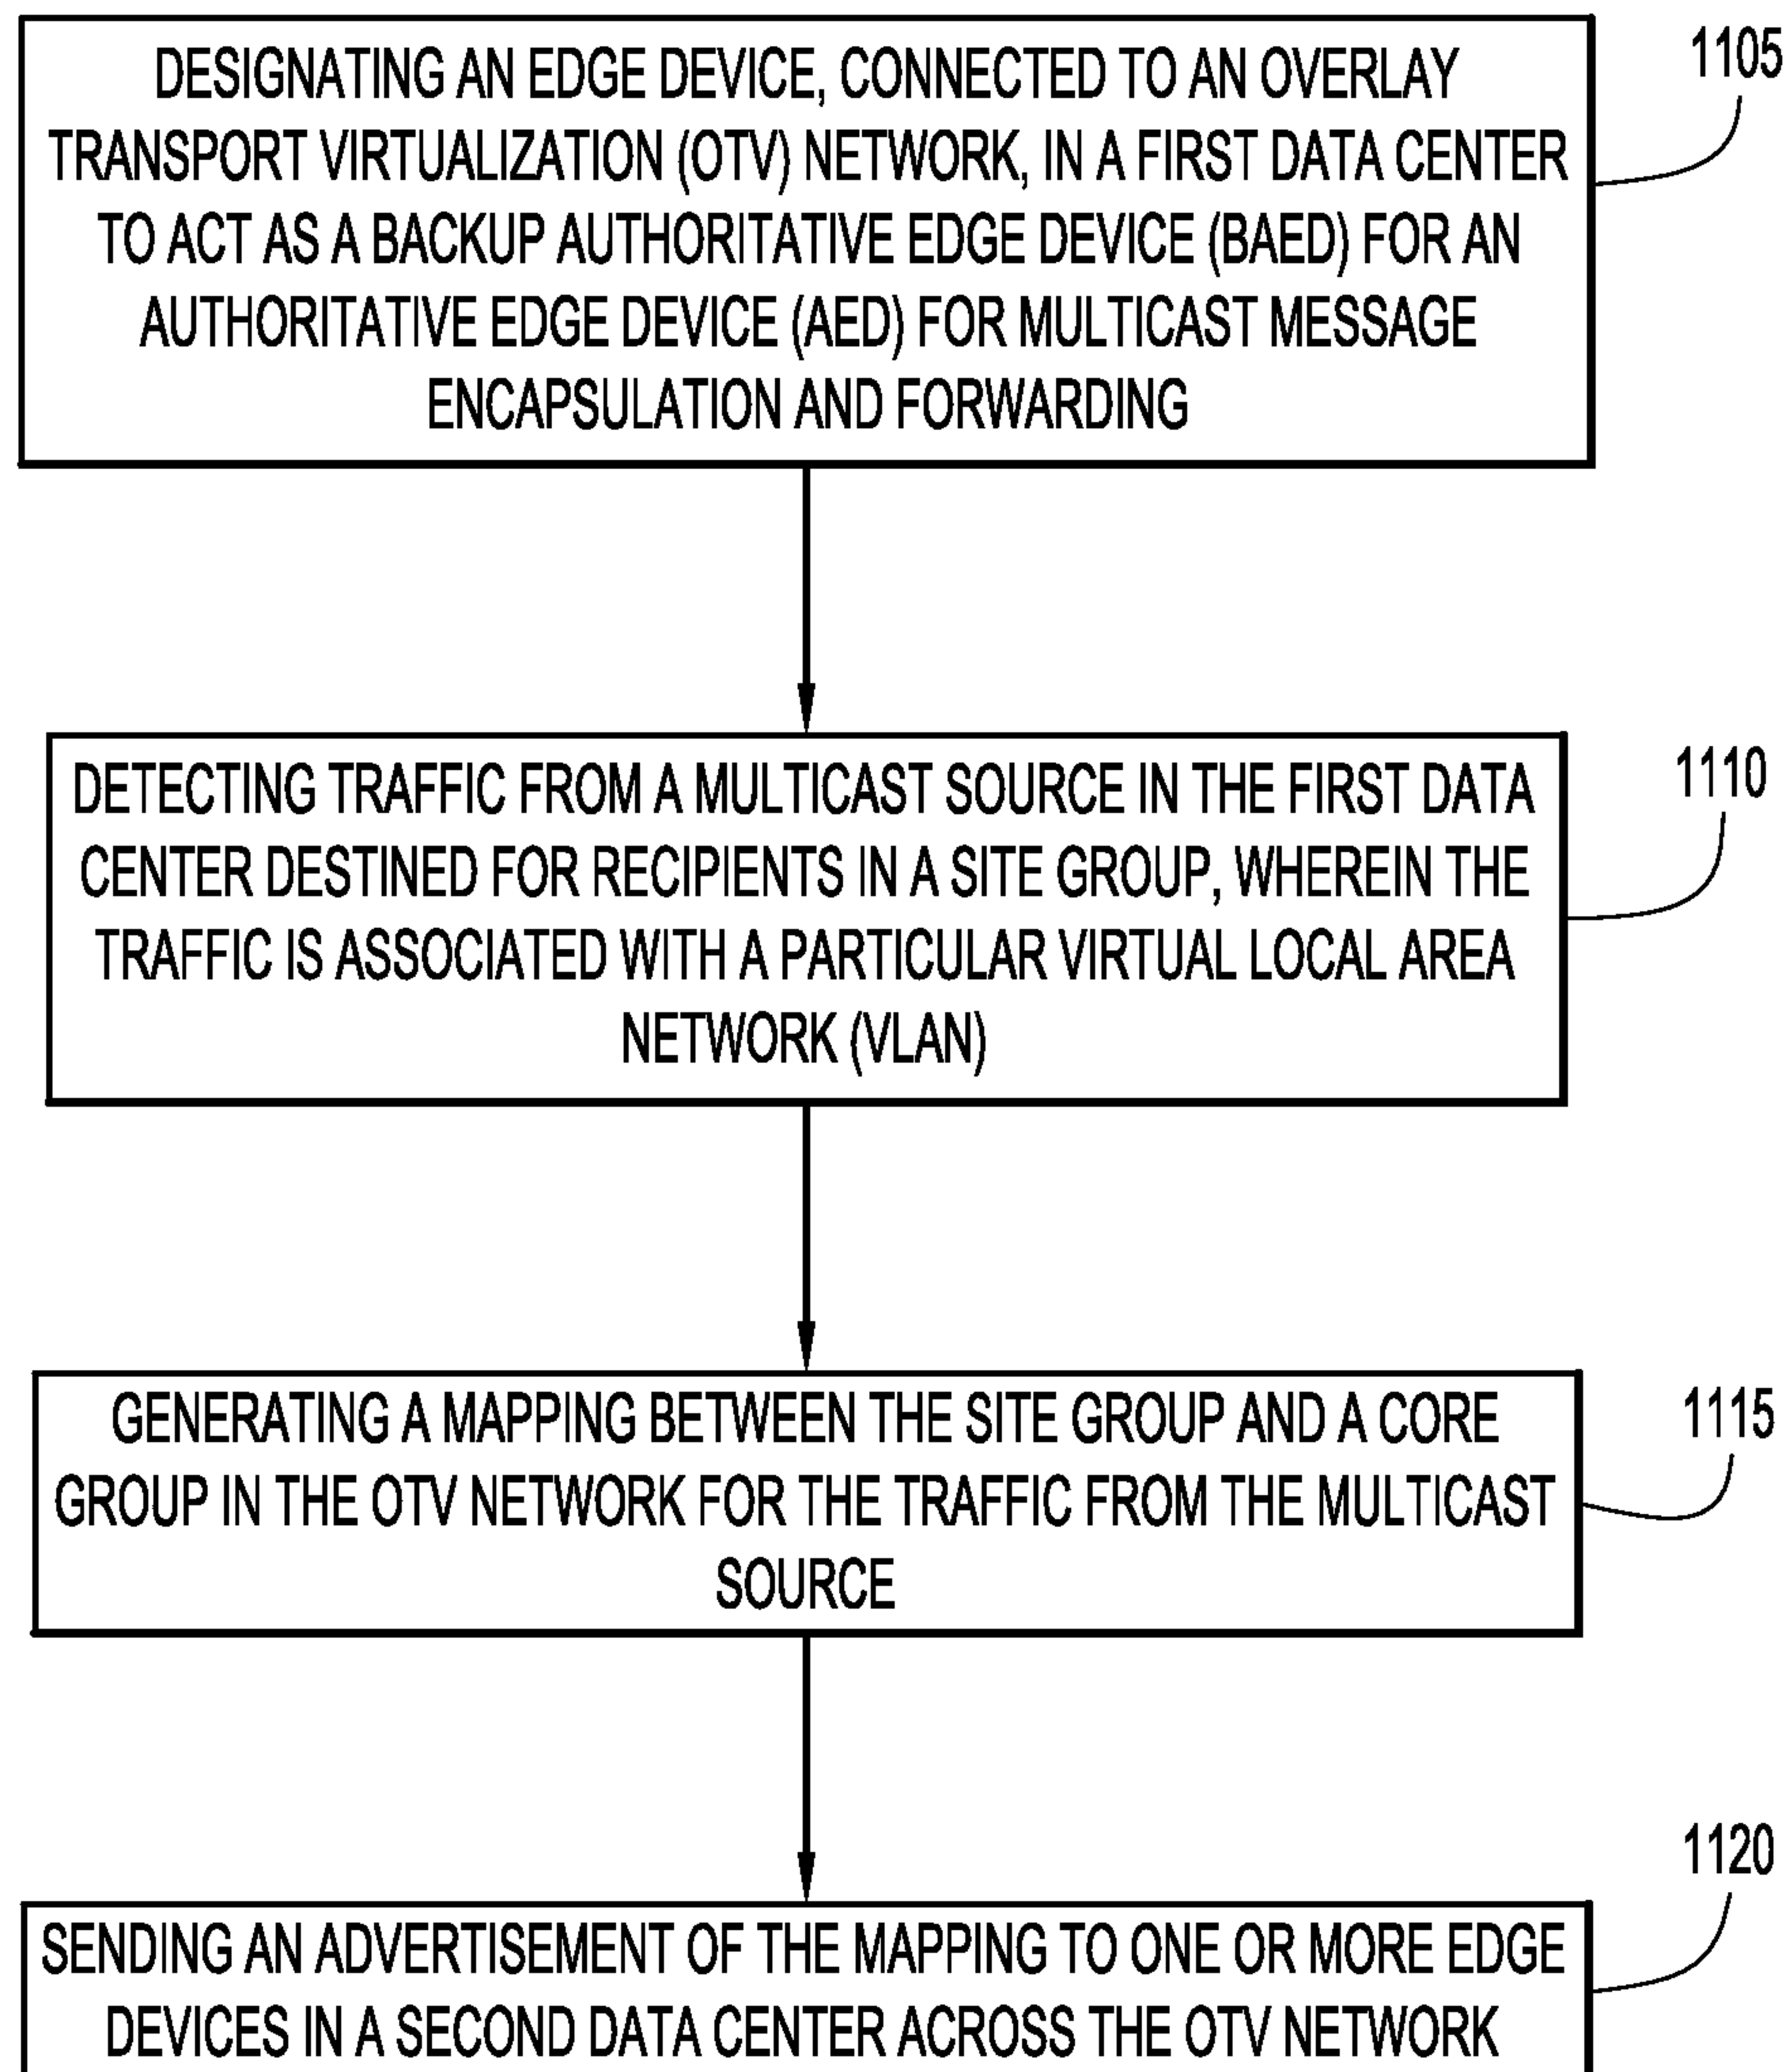 DESIGNATING AN EDGE DEVICE, CONNECTED TO AN OVERLAY
TRANSPORT VIRTUALIZATION (OTV) NETWORK, IN A FIRST DATA CENTER
TO ACT AS A BACKUP AUTHORITATIVE EDGE DEVICE (BAED) FOR AN
AUTHORITATIVE EDGE DEVICE (AED) FOR MULTICAST MESSAGE
ENCAPSULATION AND FORWARDING
1105
DETECTING TRAFFIC FROM A MULTICAST SOURCE IN THE FIRST DATA
CENTER DESTINED FOR RECIPIENTS IN A SITE GROUP, WHEREIN THE
TRAFFIC IS ASSOCIATED WITH A PARTICULAR VIRTUAL LOCAL AREA
NETWORK (VLAN)
1110
GENERATING A MAPPING BETWEEN THE SITE GROUP AND A CORE
GROUP IN THE OTV NETWORK FOR THE TRAFFIC FROM THE MULTICAST
SOURCE
1115
SENDING AN ADVERTISEMENT OF THE MAPPING TO ONE OR MORE EDGE
DEVICES IN A SECOND DATA CENTER ACROSS THE OTV NETWORK
1120